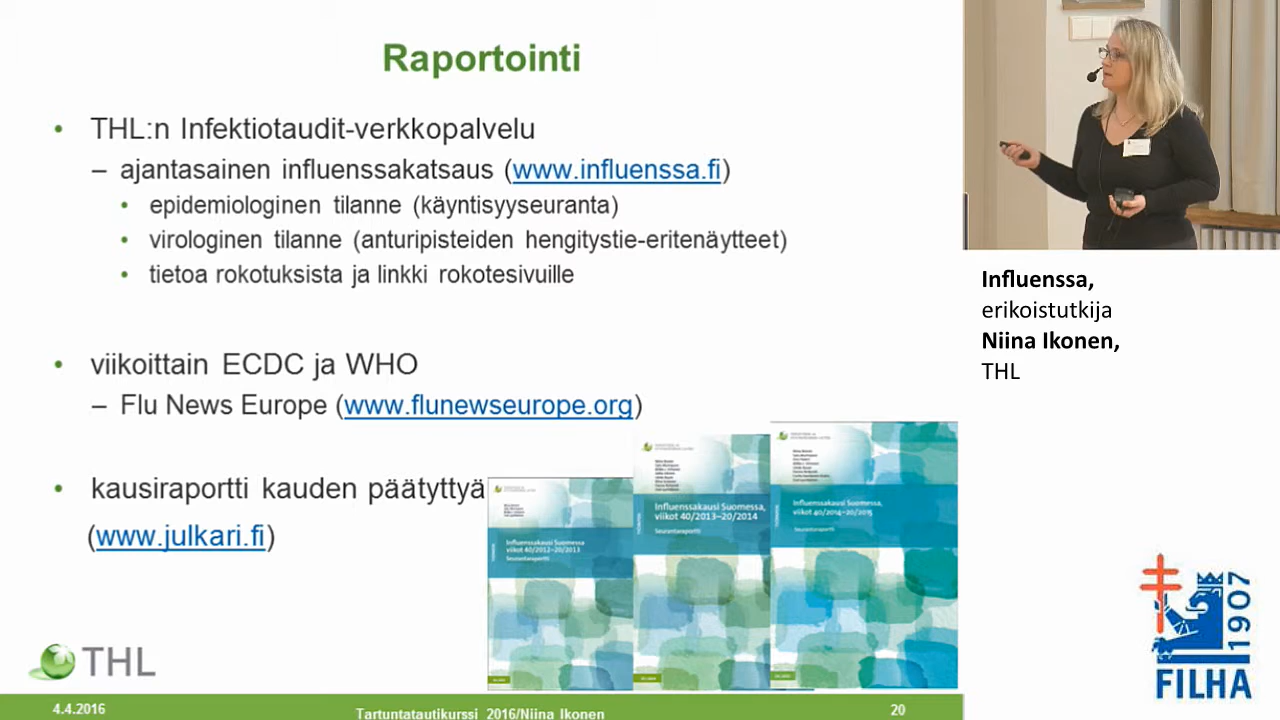 Raportointi
THL:n Infektiotaudit-verkkopalvelu
– ajantasainen influenssakatsaus (www.influenssa.fi)
epidemiologinen tilanne (käyntisyyseuranta)
virologinen tilanne (anturipisteiden hengitystie-eritenäytteet)
tietoa rokotuksista ja linkki rokotesivuille
viikoittain ECDC ja WHO
– Flu News Europe (www.flunewseurope.org)
kausiraportti kauden päätyttyä
(www.julkari.fi)
Influenssakausi Suomessa
viikot 40/2012–20/2013
Seurantaraportti
Influenssakausi Suomessa,
viikot 40/2013–20/2014
Seurantaraportti
Influenssakausi Suomessa,
viikot 40/2014–20/2015
Seurantaraportti
THL
4.4.2016
Tartuntatautikurssi 2016/Niina Ikonen
20
Influenssa,
erikoistutkija
Niina Ikonen,
THL
1907
FILHA